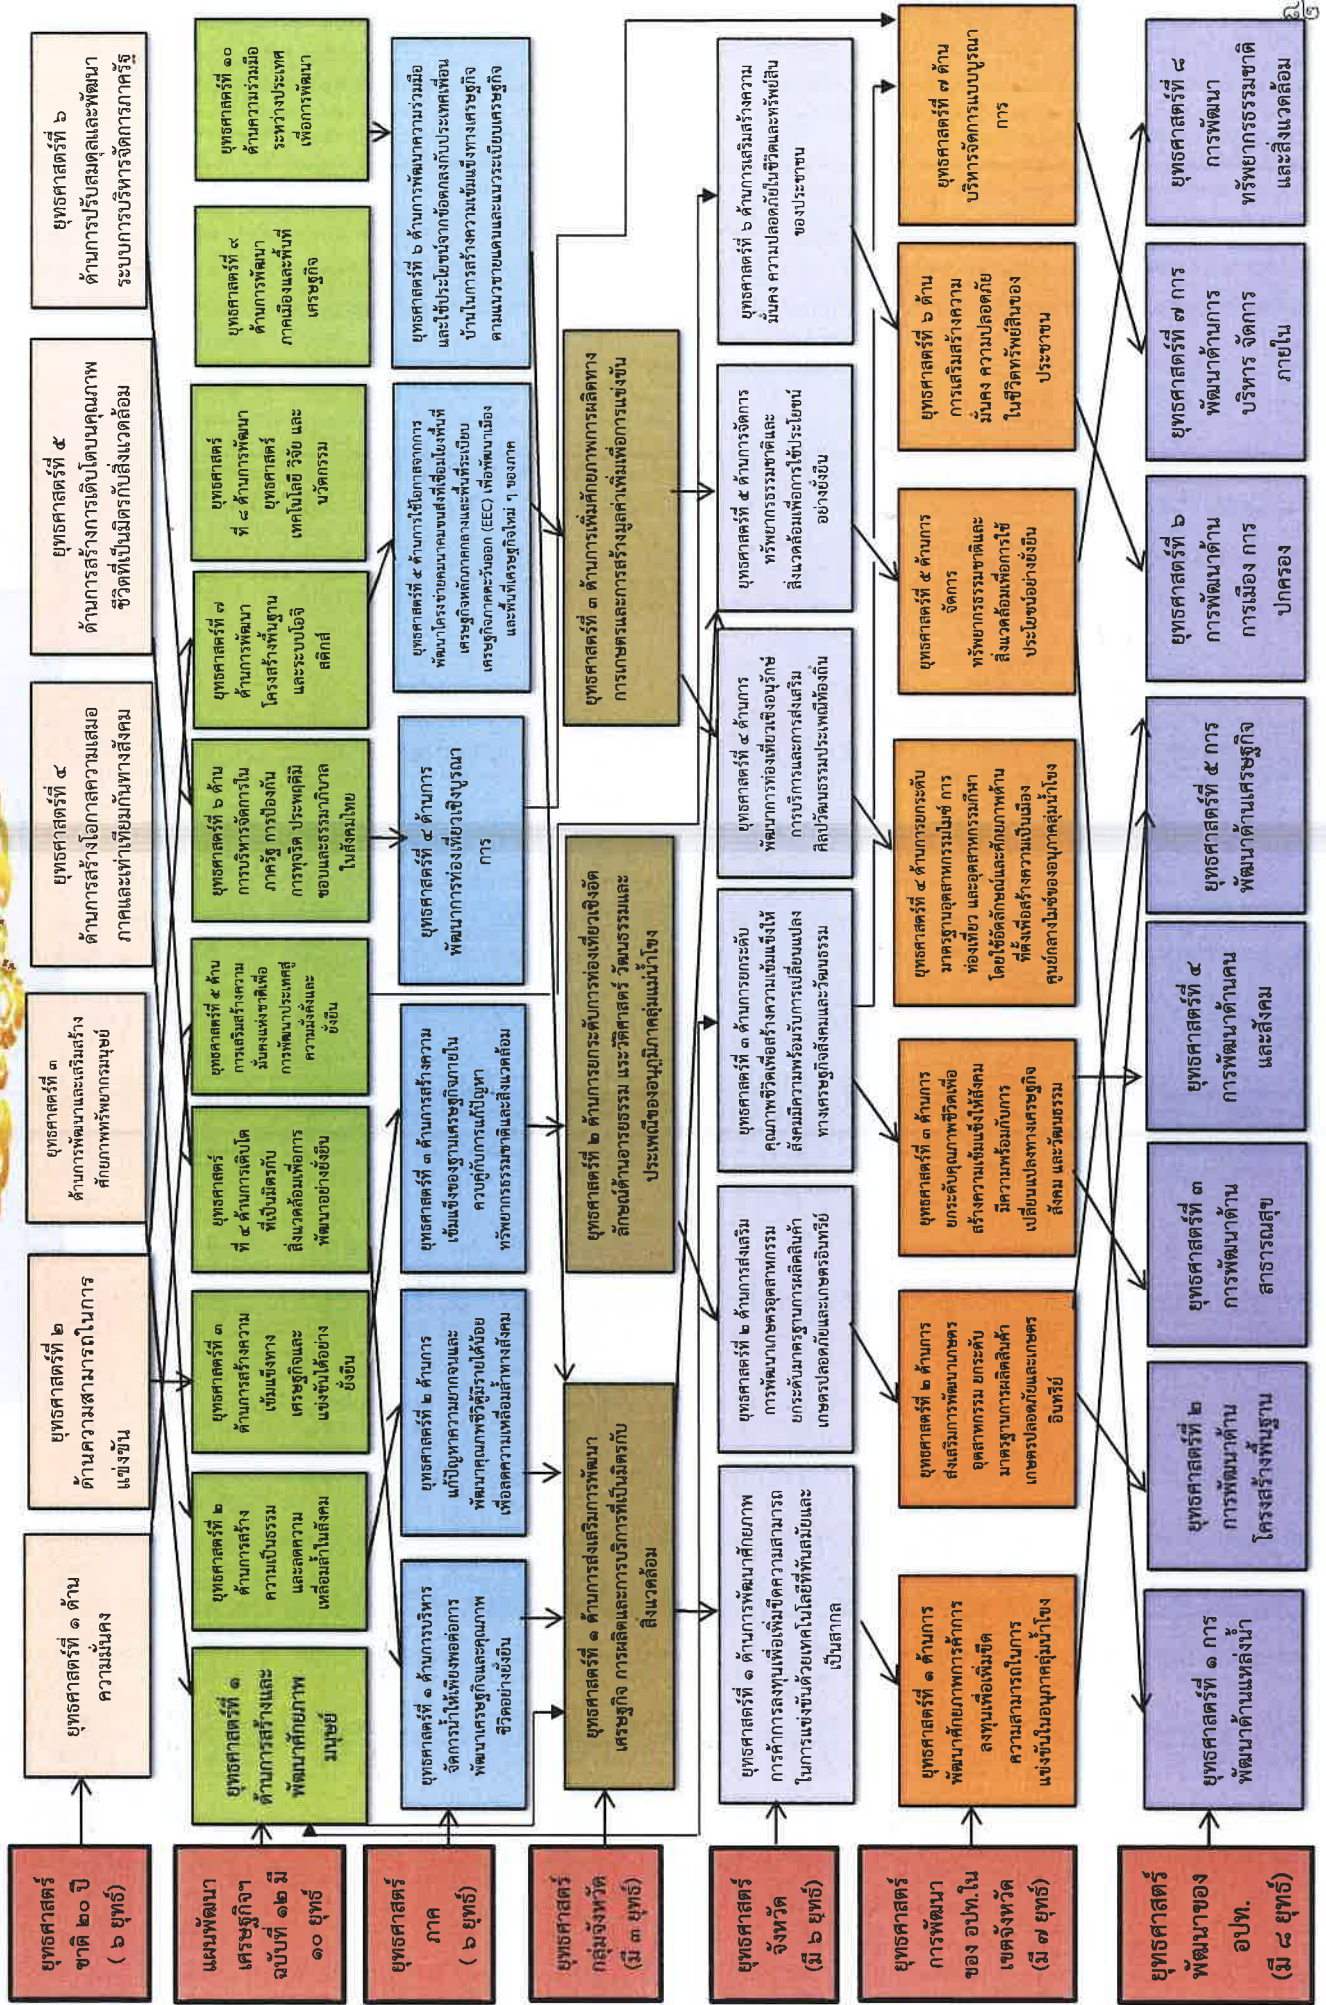 ๘๒
ยุทธศาสตร์
ชาติ ๒๐ ปี
( ๖ ยุทธ์)
ยุทธศาสตร์ที่ ๑ ด้าน
ความมั่นคง
ยุทธศาสตร์ที่ ๒
ด้านความสามารถในการ
แข่งขัน
ยุทธศาสตร์ที่ ๓
ด้านการพัฒนาและเสริมสร้าง
ศักยภาพทรัพยากรมนุษย์
ยุทธศาสตร์ที่ ๔
ด้านการสร้างโอกาสความเสมอ
ภาคและเท่าเทียมกันทางสังคม
ยุทธศาสตร์ที่ ๕
ด้านการสร้างการเติบโตบนคุณภาพ
ชีวิตที่เป็นมิตรกับสิ่งแวดล้อม
ยุทธศาสตร์ที่ ๖
ด้านการปรับสมดุลและพัฒนา
ระบบการบริหารจัดการภาครัฐ
แผนพัฒนา
เศรษฐกิจฯ
ฉบับที่ ๑๒ มี
๑๐ ยุทธ์
ยุทธศาสตร์ที่ ๑
ด้านการสร้างและ
พัฒนาศักยภาพ
มนุษย์
ยุทธศาสตร์ที่ ๒
ด้านการสร้าง
ความเป็นธรรม
และลดความ
เหลื่อมล้ำในสังคม
ยุทธศาสตร์ที่ ๓
ด้านการสร้างความ
เข้มแข็งทาง
เศรษฐกิจและ
แข่งขันได้อย่าง
ยั่งยืน
ยุทธศาสตร์
ที่ ๔ ด้านการเติบโต
ที่เป็นมิตรกับ
สิ่งแวดล้อมเพื่อการ
พัฒนาอย่างยั่งยืน
ยุทธศาสตร์ที่ ๕ ด้าน
การเสริมสร้างความ
มั่นคงแห่งชาติเพื่อ
การพัฒนาประเทศสู่
ความมั่งคั่งและ
ยั่งยืน
ยุทธศาสตร์ที่ ๖ ด้าน
การบริหารจัดการใน
ภาครัฐ การป้องกัน
การทุจริต ประพฤติมิ
ชอบและธรรมาภิบาล
ในสังคมไทย
ยุทธศาสตร์ที่ ๗
ด้านการพัฒนา
โครงสร้างพื้นฐาน
และระบบโลจิ
สติกส์
ยุทธศาสตร์
ที่ ๘ ด้านการพัฒนา
ยุทธศาสตร์
เทคโนโลยี วิจัย และ
นวัตกรรม
ยุทธศาสตร์ที่ ๙
ด้านการพัฒนา
ภาคเมืองและพื้นที่
เศรษฐกิจ
ยุทธศาสตร์ที่ ๑๐
ด้านความร่วมมือ
ระหว่างประเทศ
เพื่อการพัฒนา
ยุทธศาสตร์
ภาค
( ๖ ยุทธ์)
ยุทธศาสตร์ที่ ๑ ด้านการบริหาร
จัดการน้ำให้เพียงพอต่อการ
พัฒนาเศรษฐกิจและคุณภาพ
ชีวิตอย่างยั่งยืน
ยุทธศาสตร์ที่ ๒ ด้านการ
แก้ปัญหาความยากจนและ
พัฒนาคุณภาพชีวิตผู้มีรายได้น้อย
เพื่อลดความเหลื่อมล้ำทางสังคม
ยุทธศาสตร์ที่ ๓ ด้านการสร้างความ
เข้มแข็งของฐานเศรษฐกิจภายใน
ควบคู่กับการแก้ปัญหา
ทรัพยากรธรรมชาติและสิ่งแวดล้อม
ยุทธศาสตร์ที่ ๔ ด้านการ
พัฒนาการท่องเที่ยวเชิงบูรณา
การ
ยุทธศาสตร์ที่ ๕ ด้านการใช้โอกาสจากการ
พัฒนาโครงข่ายคมนาคมขนส่งที่เชื่อมโยงพื้นที่
เศรษฐกิจหลักภาคกลางและพื้นที่ระเบียบ
เศรษฐกิจภาคตะวันออก (EEC) เพื่อพัฒนาเมือง
และพื้นที่เศรษฐกิจใหม่ ๆ ของภาค
ยุทธศาสตร์ที่ ๖ ด้านการพัฒนาความร่วมมือ
และใช้ประโยชน์จากข้อตกลงกับประเทศเพื่อน
บ้านในการสร้างความเข้มแข็งทางเศรษฐกิจ
ตามแนวชายแดนและแนวระเบียบเศรษฐกิจ
ยุทธศาสตร์
กลุ่มจังหวัด
(มี ๓ ยุทธ์)
ยุทธศาสตร์ที่ ๑ ด้านการส่งเสริมการพัฒนา
เศรษฐกิจ การผลิตและการบริการที่เป็นมิตรกับ
สิ่งแวดล้อม
ยุทธศาสตร์ที่ ๒ ด้านการยกระดับการท่องเที่ยวเชิงอัต
ลักษณ์ด้านอารยธรรม ประวัติศาสตร์ วัฒนธรรมและ
ประเพณีของอนุภูมิภาคลุ่มแม่น้ำโขง
ยุทธศาสตร์ที่ ๓ ด้านการเพิ่มศักยภาพการผลิตทาง
การเกษตรและการสร้างมูลค่าเพิ่มเพื่อการแข่งขัน
ยุทธศาสตร์
จังหวัด
(มี ๖ ยุทธ์)
ยุทธศาสตร์ที่ ๑ ด้านการพัฒนาศักยภาพ
การค้าการลงทุนเพื่อเพิ่มขีดความสามารถ
ในการแข่งขันด้วยเทคโนโลยีที่ทันสมัยและ
เป็นสากล
ยุทธศาสตร์ที่ ๒ ด้านการส่งเสริม
การพัฒนาเกษตรอุตสาหกรรม
ยกระดับมาตรฐานการผลิตสินค้า
เกษตรปลอดภัยและเกษตรอินทรีย์
ยุทธศาสตร์ที่ ๓ ด้านการยกระดับ
คุณภาพชีวิตเพื่อสร้างความเข้มแข็งให้
สังคมมีความพร้อมรับการเปลี่ยนแปลง
ทางเศรษฐกิจสังคมและวัฒนธรรม
ยุทธศาสตร์ที่ ๔ ด้านการ
พัฒนาการท่องเที่ยวเชิงอนุรักษ์
การบริการและการส่งเสริม
ศิลปวัฒนธรรมประเพณีท้องถิ่น
ยุทธศาสตร์ที่ ๕ ด้านการจัดการ
ทรัพยากรธรรมชาติและ
สิ่งแวดล้อมเพื่อการใช้ประโยชน์
อย่างยั่งยืน
ยุทธศาสตร์ที่ ๖ ด้านการเสริมสร้างความ
มั่นคง ความปลอดภัยในชีวิตและทรัพย์สิน
ของประชาชน
ยุทธศาสตร์
การพัฒนา
ของ อปท.ใน
เขตจังหวัด
(มี ๗ ยุทธ์)
ยุทธศาสตร์ที่ ๑ ด้านการ
พัฒนาศักยภาพการค้าการ
ลงทุนเพื่อเพิ่มขีด
ความสามารถในการ
แข่งขันในอนุภาคลุ่มน้ำโขง
ยุทธศาสตร์ที่ ๒ ด้านการ
ส่งเสริมการพัฒนาเกษตร
อุตสาหกรรม ยกระดับ
มาตรฐานการผลิตสินค้า
เกษตรปลอดภัยและเกษตร
อินทรีย์
ยุทธศาสตร์ที่ ๓ ด้านการ
ยกระดับคุณภาพชีวิตเพื่อ
สร้างความเข้มแข็งให้สังคม
มีความพร้อมกับการ
เปลี่ยนแปลงทางเศรษฐกิจ
สังคม และวัฒนธรรม
ยุทธศาสตร์ที่ ๔ ด้านการยกระดับ
มาตรฐานอุตสาหกรรมไมซ์ การ
ท่องเที่ยว และอุตสาหกรรมกีฬา
โดยใช้อัตลักษณ์และศักยภาพด้าน
ที่ตั้งเพื่อสร้างความเป็นเมือง
ศูนย์กลางไมซ์ของอนุภาคลุ่มน้ำโขง
ยุทธศาสตร์ที่ ๕ ด้านการ
จัดการ
ทรัพยากรธรรมชาติและ
สิ่งแวดล้อมเพื่อการใช้
ประโยชน์อย่างยั่งยืน
ยุทธศาสตร์ที่ ๖ ด้าน
การเสริมสร้างความ
มั่นคง ความปลอดภัย
ในชีวิตทรัพย์สินของ
ประชาชน
ยุทธศาสตร์ที่ ๗ ด้าน
บริหารจัดการแบบบูรณา
การ
ยุทธศาสตร์
พัฒนาของ
อปท.
(มี ๘ ยุทธ์)
ยุทธศาสตร์ที่ ๑ การ
พัฒนาด้านแหล่งน้ำ
ยุทธศาสตร์ที่ ๒
การพัฒนาด้าน
โครงสร้างพื้นฐาน
ยุทธศาสตร์ที่ ๓
การพัฒนาด้าน
สาธารณสุข
ยุทธศาสตร์ที่ ๔
การพัฒนาด้านคน
และสังคม
ยุทธศาสตร์ที่ ๕ การ
พัฒนาด้านเศรษฐกิจ
ยุทธศาสตร์ที่ ๖
การพัฒนาด้าน
การเมือง การ
ปกครอง
ยุทธศาสตร์ที่ ๗ การ
พัฒนาด้านการ
บริหาร จัดการ
ภายใน
ยุทธศาสตร์ที่ ๘
การพัฒนา
ทรัพยากรธรรมชาติ
และสิ่งแวดล้อม